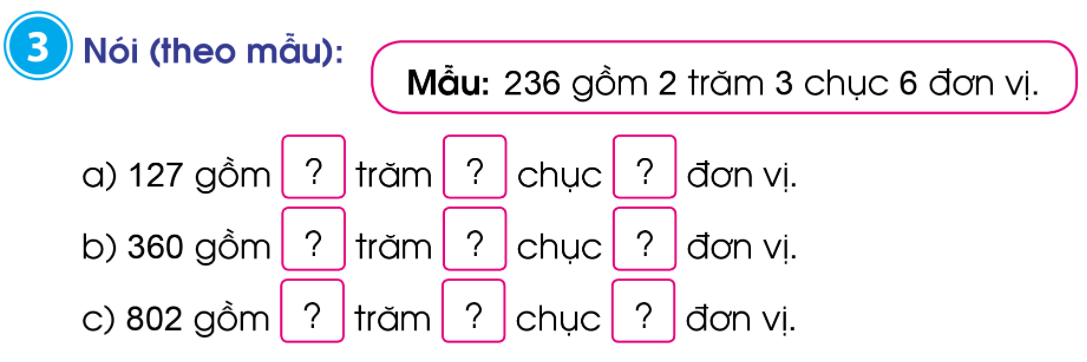 3 Nói (theo mẫu):
Mẫu: 236 gồm 2 trăm 3 chục 6 đơn vị.
a) 127 gồm ? trăm ? chục ? đơn vị.
b) 360 gồm ? trăm ? chục ? đơn vị.
c) 802 gồm ? trăm ? chục ? đơn vị.